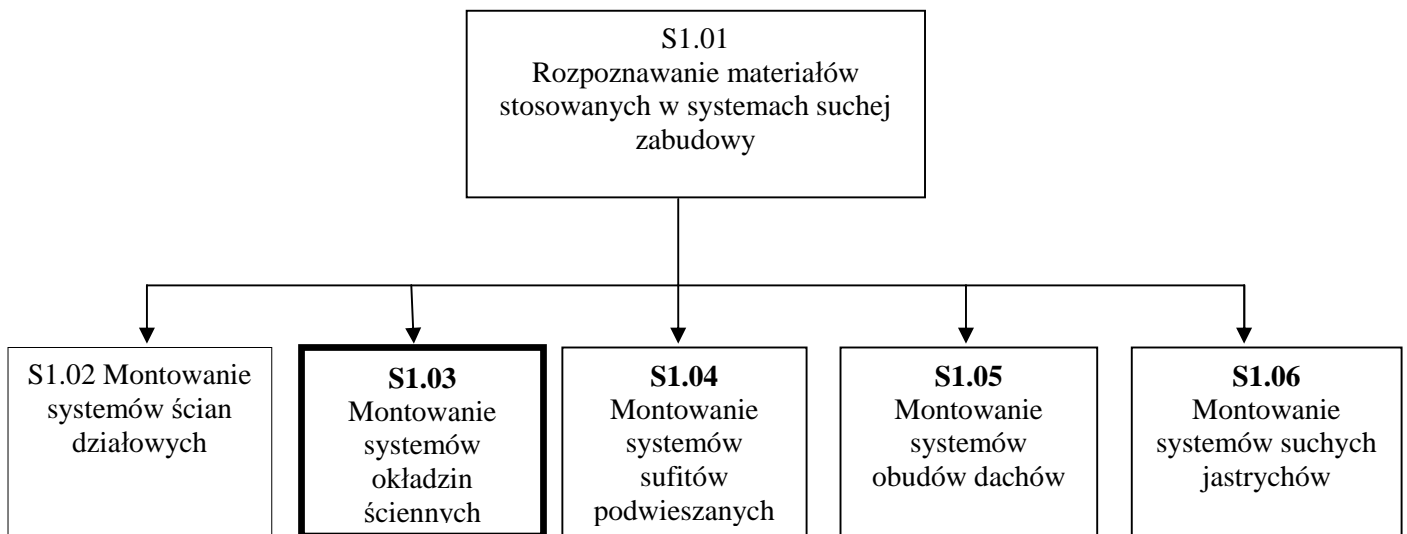 S1.01
Rozpoznawanie materiałów
stosowanych w systemach suchej
zabudowy
S1.02 Montowanie
systemów ścian
działowych
S1.03
Montowanie
systemów
okładzin
ściennych
S1.04
Montowanie
systemów
sufitów
podwieszanych
S1.05
Montowanie
systemów
obudów dachów
S1.06
Montowanie
systemów suchych
jastrychów